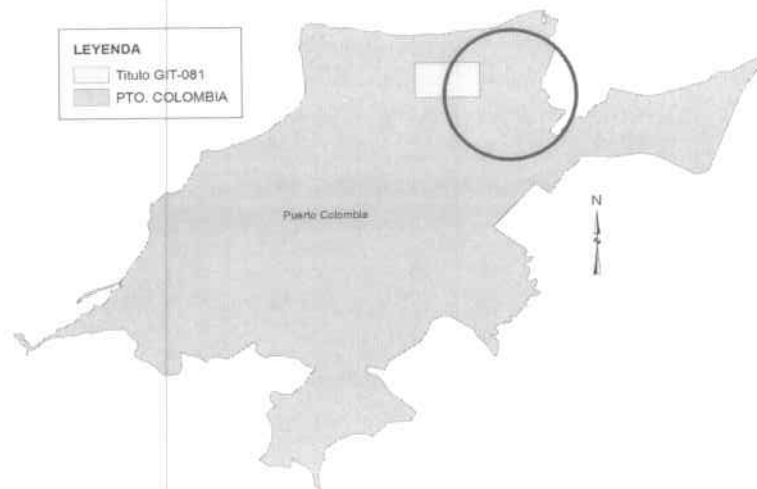 LEYENDA
Titulo GIT-081
PTO. COLOMBIA
Puerto Colombia
N